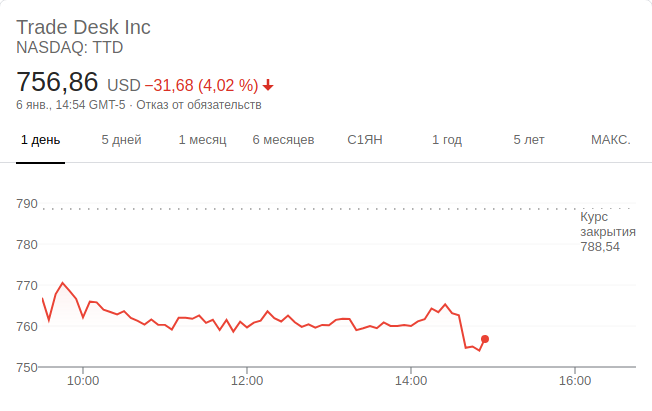 Trade Desk Inc
NASDAQ: TTD
756,86 USD −31,68 (4,02 %)
6 янв., 14:54 GMT-5 · Отказ от обязательств
1 день 5 дней 1 месяц 6 месяцев С1ЯН 1 год 5 лет МАКС.
790
Курс
закрытия
788,54
780
770
760
750
10:00 12:00 14:00 16:00